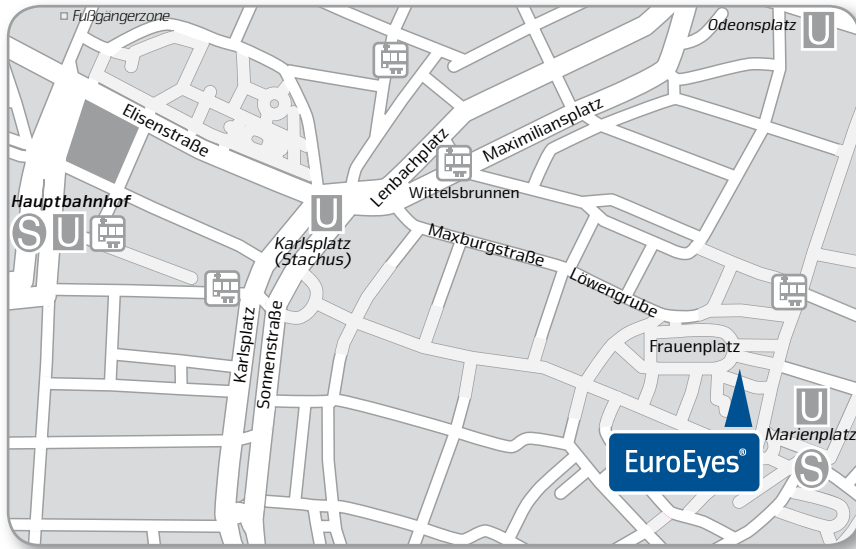 Fußgängerzone
Odeonsplatz
U
Elisenstraße
Lenbachplatz
Maximiliansplatz
Wittelsbrunnen
Hauptbahnhof
S U
U
Karlsplatz
(Stachus)
Maxburgstraße
Löwengrube
Karlsplatz
Sonnenstraße
Frauenplatz
U
Marienplatz
S
EuroEyes®